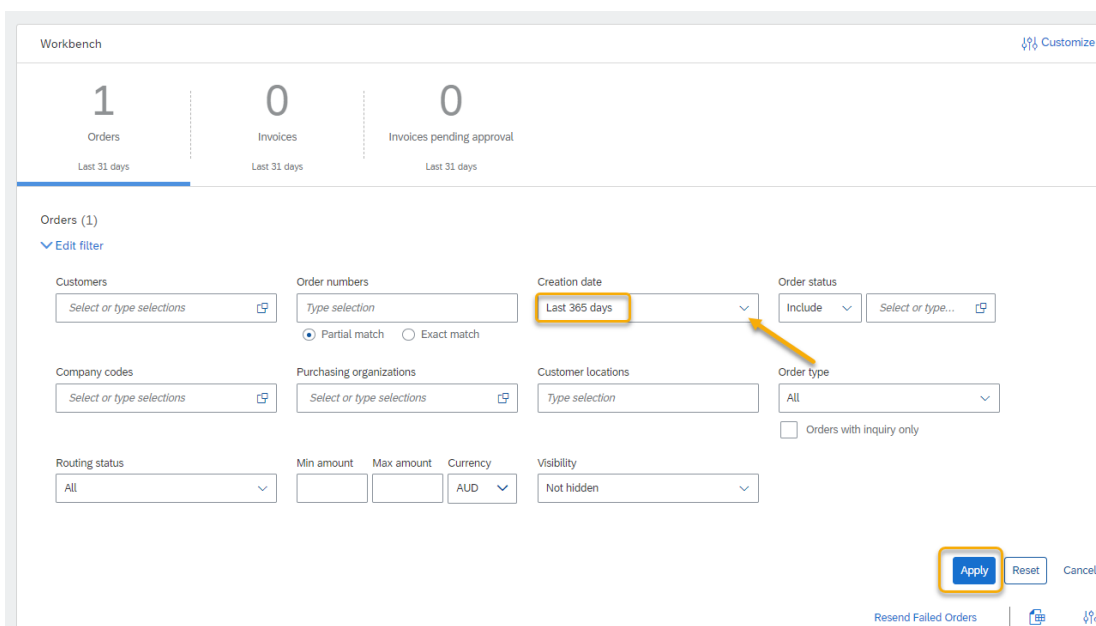 Workbench
Customize
1
0
0
Orders
Invoices
Invoices pending approval
Last 31 days
Last 31 days
Last 31 days
Orders (1)
Edit filter
Customers
Order numbers
Creation date
Order status
Select or type selections
Type selection
Last 365 days
Include
Select or type...
Partial match
Exact match
Company codes
Purchasing organizations
Customer locations
Order type
Select or type selections
Select or type selections
Type selection
All
Orders with inquiry only
Routing status
Min amount
Max amount
Currency
Visibility
All
AUD
Not hidden
Apply
Reset
Cancel
Resend Failed Orders